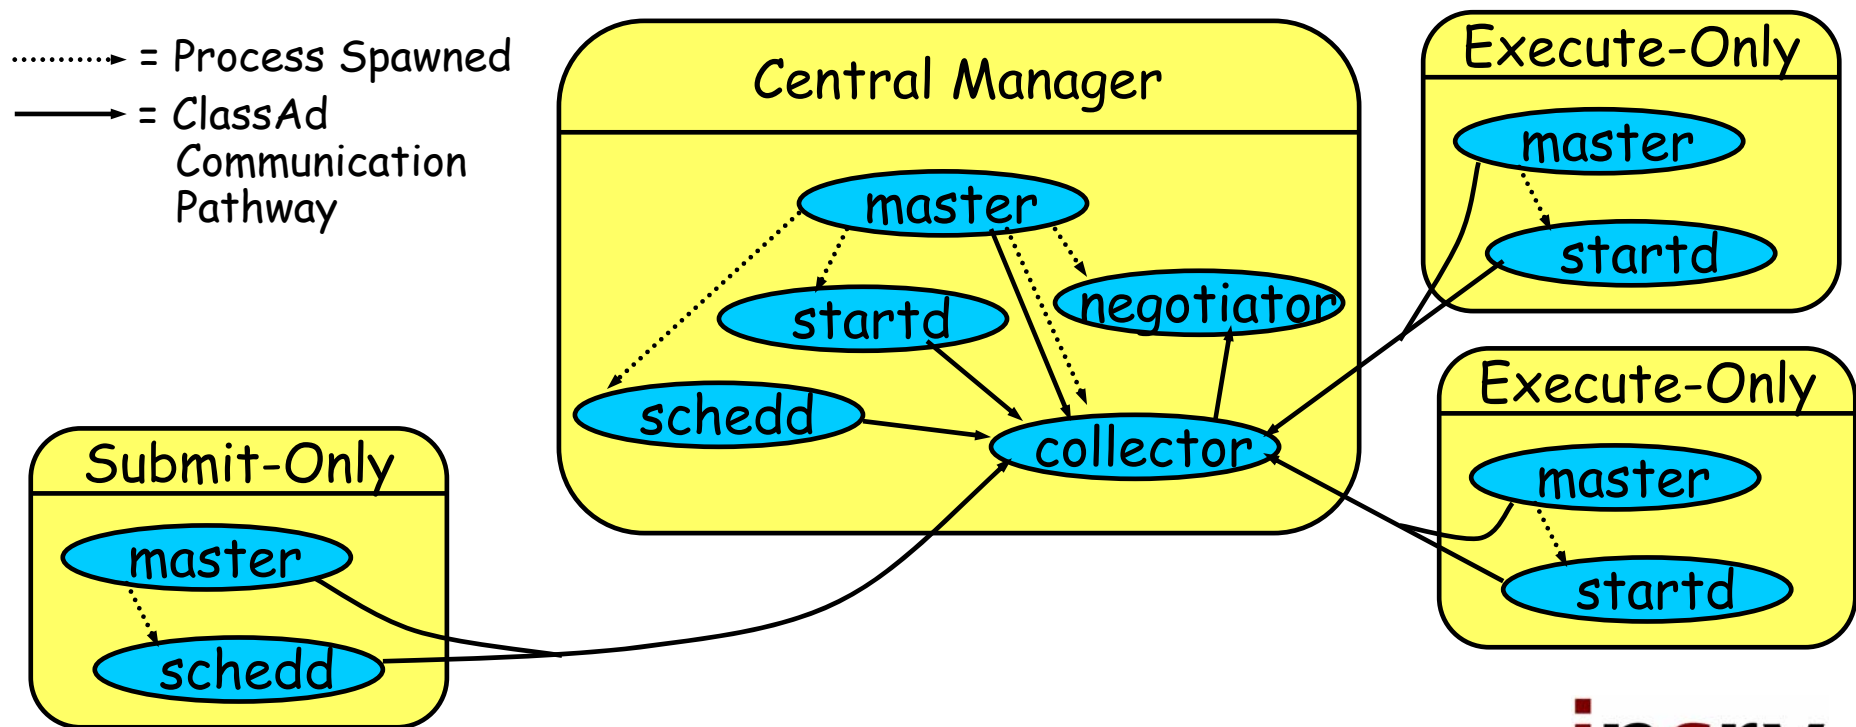 = Process Spawned
= ClassAd
Communication
Pathway
Central Manager
master
startd
negotiator
schedd
collector
Submit-Only
master
schedd
Execute-Only
master
startd
Execute-Only
master
startd